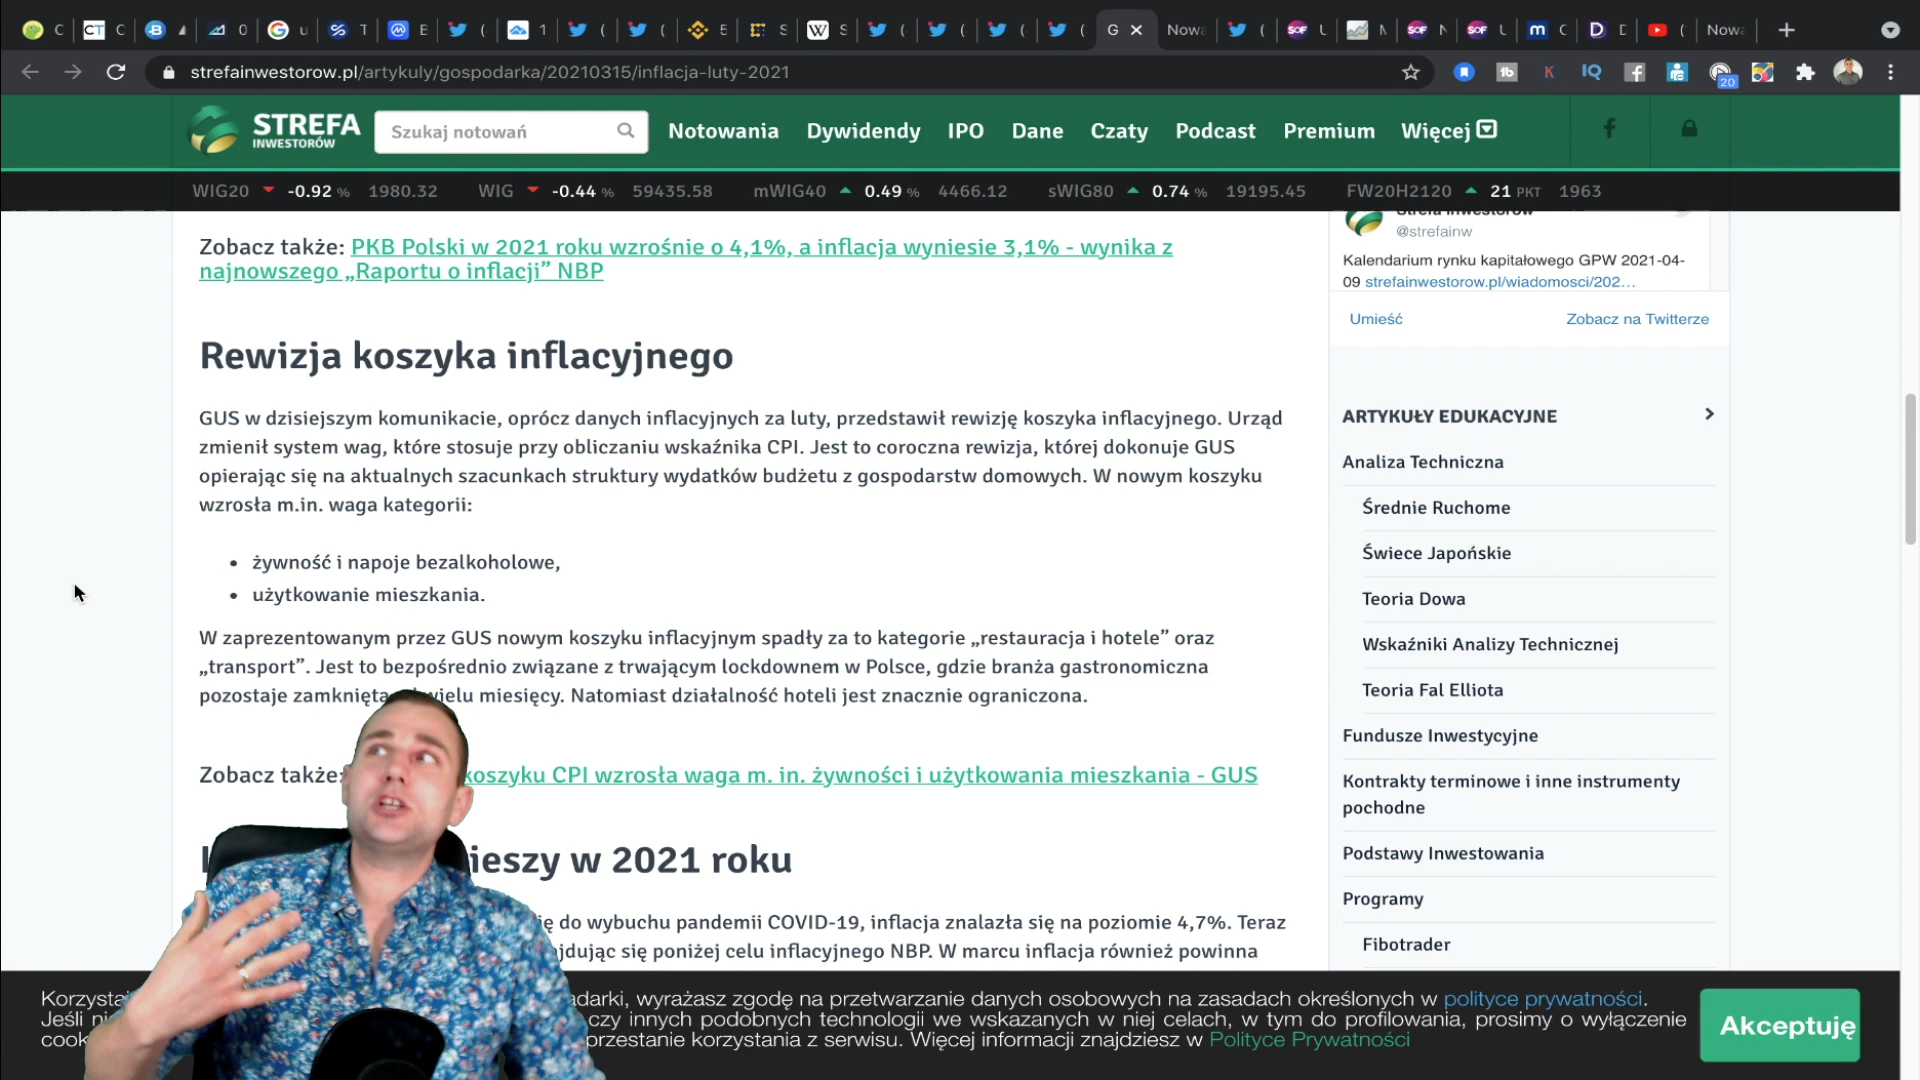 strefainwestorow.pl/artykuly/gospodarka/20210315/inflacja-luty-2021
STREFA
INWESTORÓW
Szukaj notowań
Notowania Dywidendy IPO Dane Czaty Podcast Premium Więcej
WIG20 -0.92 % 1980.32 WIG -0.44 % 59435.58 mWIG40 0.49 % 4466.12 sWIG80 0.74 % 19195.45 FW20H2120 21 PKT 1963
Zobacz także: PKB Polski w 2021 roku wzrośnie o 4,1%, a inflacja wyniesie 3,1% - wynika z
najnowszego „Raportu o inflacji” NBP
Rewizja koszyka inflacyjnego
GUS w dzisiejszym komunikacie, oprócz danych inflacyjnych za luty, przedstawił rewizję koszyka inflacyjnego. Urząd
zmienił system wag, które stosuje przy obliczaniu wskaźnika CPI. Jest to coroczna rewizja, której dokonuje GUS
opierając się na aktualnych szacunkach struktury wydatków budżetu z gospodarstw domowych. W nowym koszyku
wzrosła m.in. waga kategorii:
• żywność i napoje bezalkoholowe,
• użytkowanie mieszkania.
W zaprezentowanym przez GUS nowym koszyku inflacyjnym spadły za to kategorie „restauracja i hotele” oraz
„transport”. Jest to bezpośrednio związane z trwającym lockdownem w Polsce, gdzie branża gastronomiczna
pozostaje zamknięta wielu miesięcy. Natomiast działalność hoteli jest znacznie ograniczona.
Zobacz także: koszyku CPI wzrosła waga m. in. żywności i użytkowania mieszkania - GUS
w 2021 roku
do wybuchu pandemii COVID-19, inflacja znalazła się na poziomie 4,7%. Teraz
się poniżej celu inflacyjnego NBP. W marcu inflacja również powinna
Strefa Inwestorów
@strefainw
Kalendarium rynku kapitałowego GPW 2021-04-
09 strefainwestorow.pl/wiadomosci/202…
Umieść Zobacz na Twitterze
ARTYKUŁY EDUKACYJNE
Analiza Techniczna
Średnie Ruchome
Świece Japońskie
Teoria Dowa
Wskaźniki Analizy Technicznej
Teoria Fal Elliota
Fundusze Inwestycyjne
Kontrakty terminowe i inne instrumenty
pochodne
Podstawy Inwestowania
Programy
Fibotrader
wyrażasz zgodę na przetwarzanie danych osobowych na zasadach określonych w polityce prywatności.
Jeśli czy innych podobnych technologii we wskazanych w niej celach, w tym do profilowania, prosimy o wyłączenie
przestanie korzystania z serwisu. Więcej informacji znajdziesz w Polityce Prywatności
Akceptuję